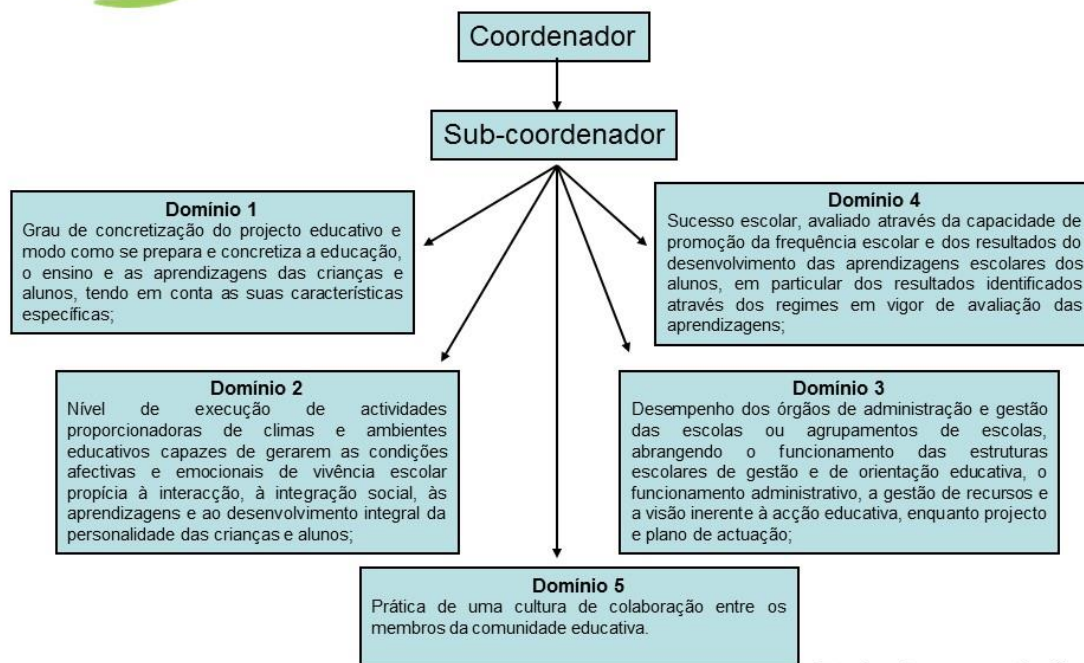 Coordenador
Sub-coordenador
Domínio 1
Grau de concretização do projecto educativo e
modo como se prepara e concretiza a educação,
o ensino e as aprendizagens das crianças e
alunos, tendo em conta as suas características
específicas;
Domínio 4
Sucesso escolar, avaliado através da capacidade de
promoção da frequência escolar e dos resultados do
desenvolvimento das aprendizagens escolares dos
alunos, em particular dos resultados identificados
através dos regimes em vigor de avaliação das
aprendizagens;
Domínio 2
Nível de execução de actividades
proporcionadoras de climas e ambientes
educativos capazes de gerarem as condições
afectivas e emocionais de vivência escolar
propícia à interacção, à integração social, às
aprendizagens e ao desenvolvimento integral da
personalidade das crianças e alunos;
Domínio 3
Desempenho dos órgãos de administração e gestão
das escolas ou agrupamentos de escolas,
abrangendo o funcionamento das estruturas
escolares de gestão e de orientação educativa, o
funcionamento administrativo, a gestão de recursos e
a visão inerente à acção educativa, enquanto projecto
e plano de actuação;
Domínio 5
Prática de uma cultura de colaboração entre os
membros da comunidade educativa.